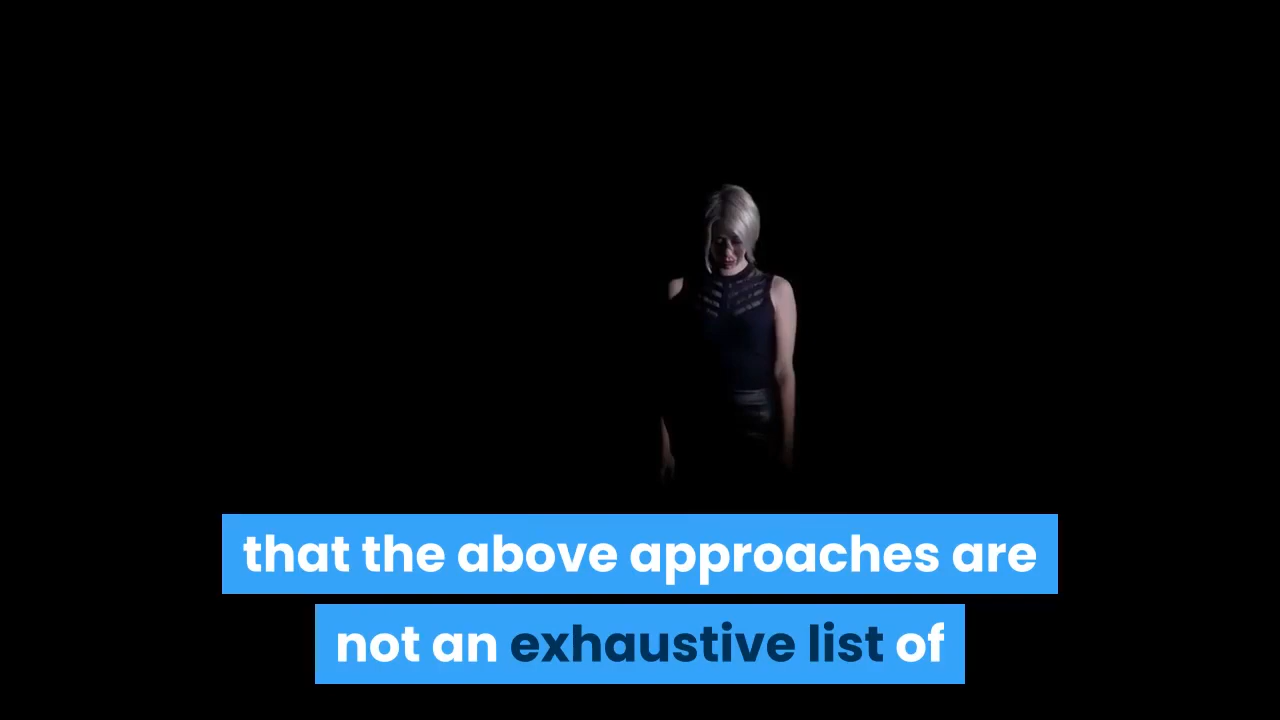 that the above approaches are
not an exhaustive list of